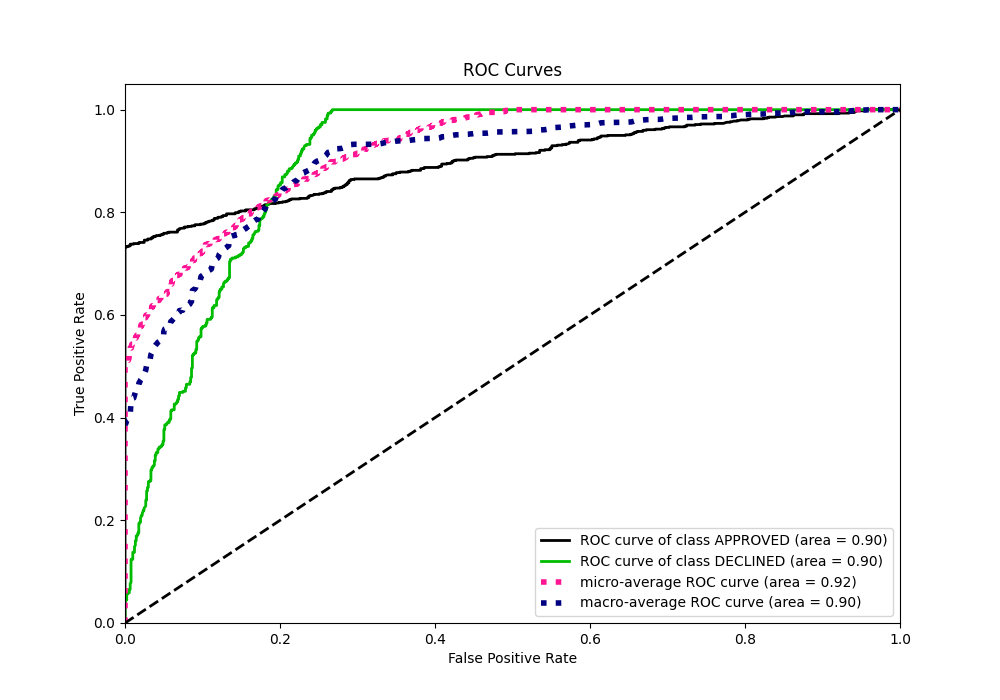 ROC Curves
True Positive Rate
1.0
0.8
0.6
0.4
0.2
0.0
ROC curve of class APPROVED (area = 0.90)
ROC curve of class DECLINED (area = 0.90)
micro-average ROC curve (area = 0.92)
macro-average ROC curve (area = 0.90)
0.0 0.2 0.4 0.6 0.8 1.0
False Positive Rate